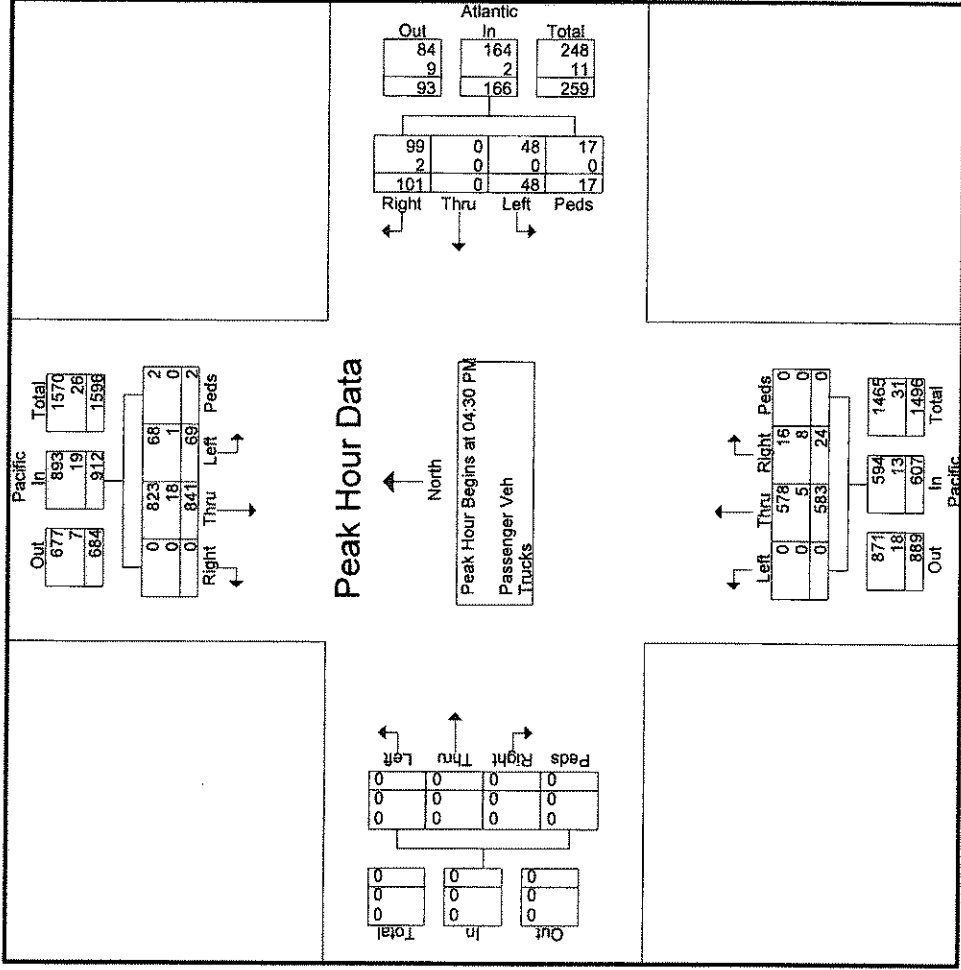 Pacific
Out In Total
677 893 1570
7 19 26
684 912 1596
0 823 68 2
0 18 1 0
0 841 69 2
Right Thru Left Peds
Atlantic
Out In Total
84 164 248
9 2 11
93 166 259
99 0 48 17
2 0 0 0
101 0 48 17
Right Thru Left Peds
Peak Hour Data
North
Peak Hour Begins at 04:30 PM
Passenger Veh
Trucks
Left Thru Right Peds
0 0 0 0
0 0 0 0
0 0 0 0
Total In Out
0 0 0
0 0 0
0 0 0
Left Thru Right Peds
0 578 16 0
0 5 8 0
0 583 24 0
871 594 1465
18 13 31
889 607 1496
Out In Total
Pacific